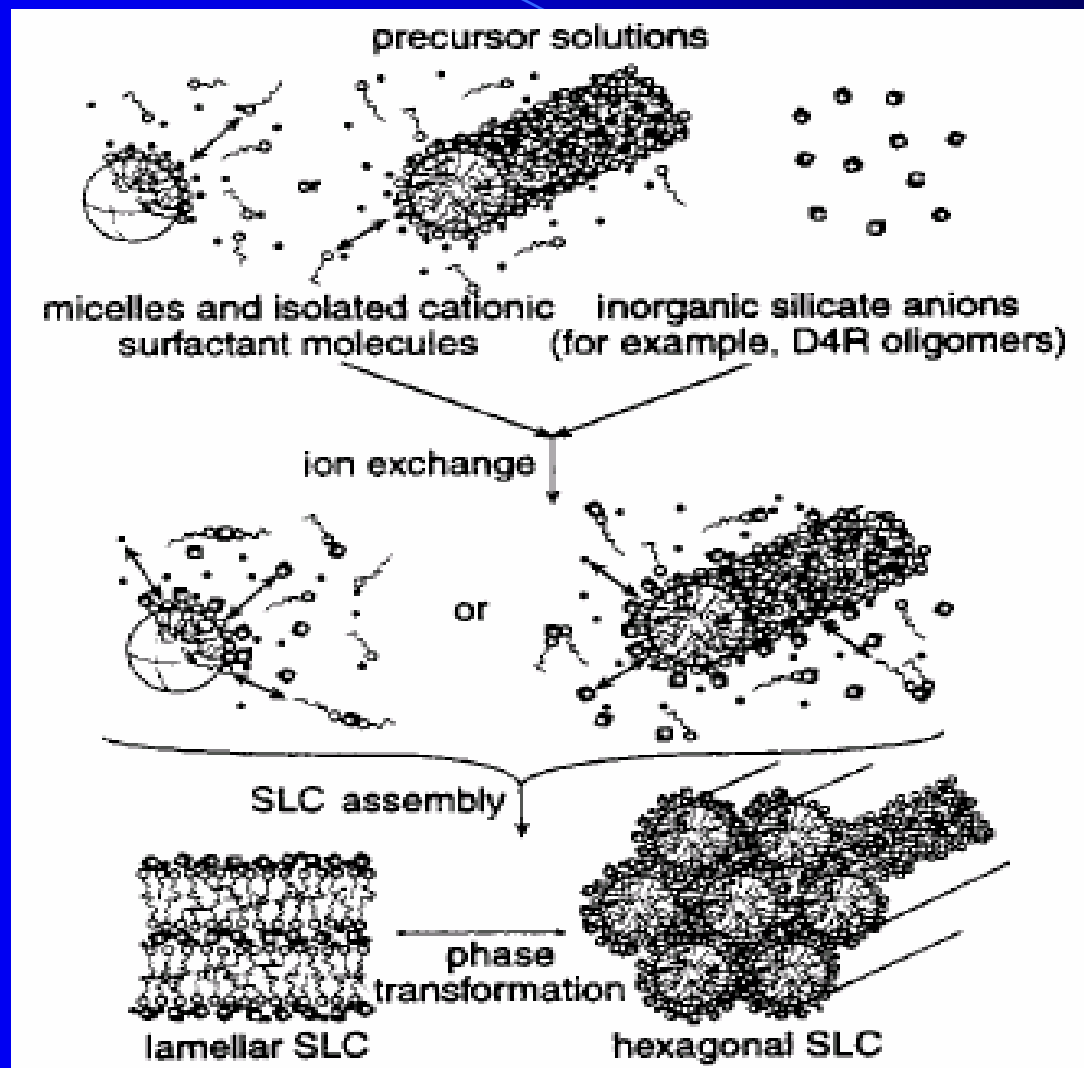 precursor solutions
or
micelles and isolated cationic
surfactant molecules
inorganic silicate anions
(for example, D4R oligomers)
ion exchange
or
SLC assembly
phase
transformation
lamellar SLC
hexagonal SLC